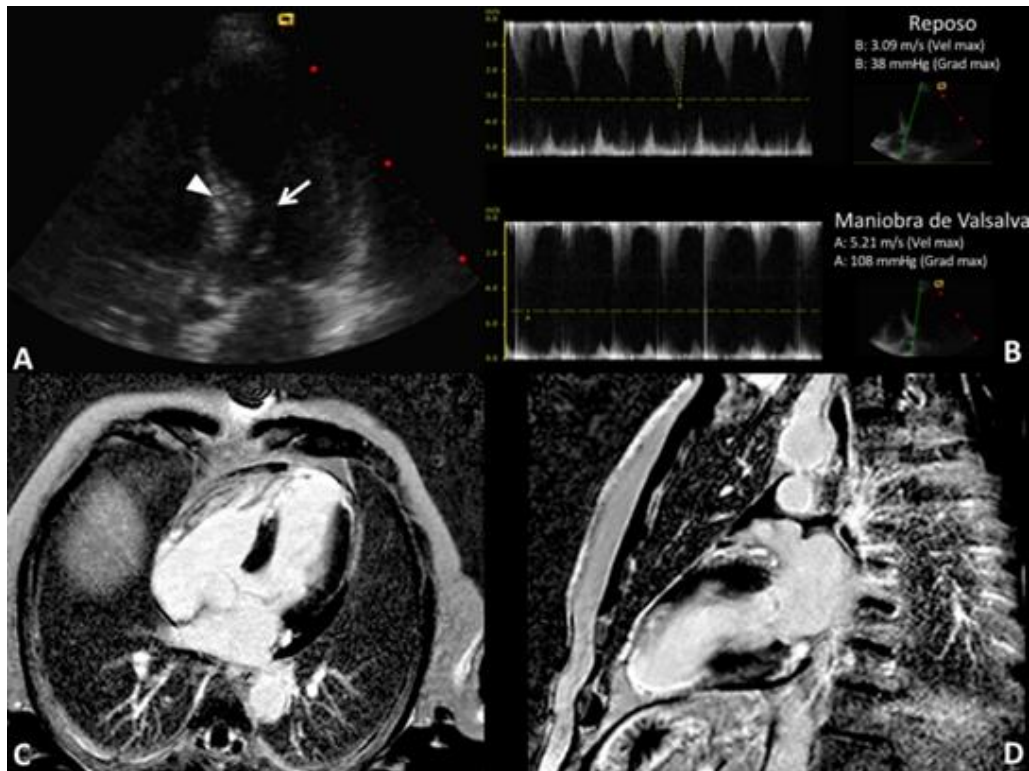 Reposo
B: 3.09 m/s (Vel max)
B: 38 mmHg (Grad max)
Maniobra de Valsalva
A: 5.21 m/s (Vel max)
A: 108 mmHg (Grad max)
A
B
C
D